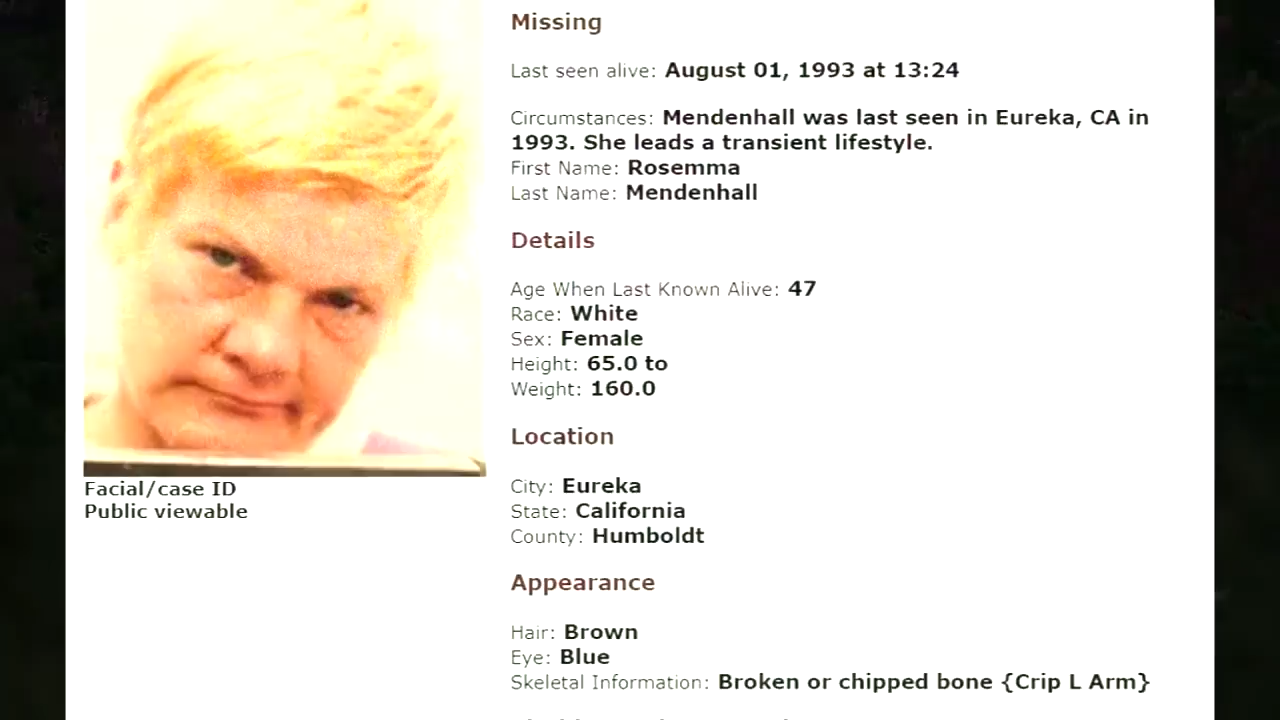 Missing
Last seen alive: August 01, 1993 at 13:24
Circumstances: Mendenhall was last seen in Eureka, CA in
1993. She leads a transient lifestyle.
First Name: Rosemma
Last Name: Mendenhall
Details
Age When Last Known Alive: 47
Race: White
Sex: Female
Height: 65.0 to
Weight: 160.0
Location
City: Eureka
State: California
County: Humboldt
Appearance
Hair: Brown
Eye: Blue
Skeletal Information: Broken or chipped bone {Crip L Arm}
Facial/case ID
Public viewable